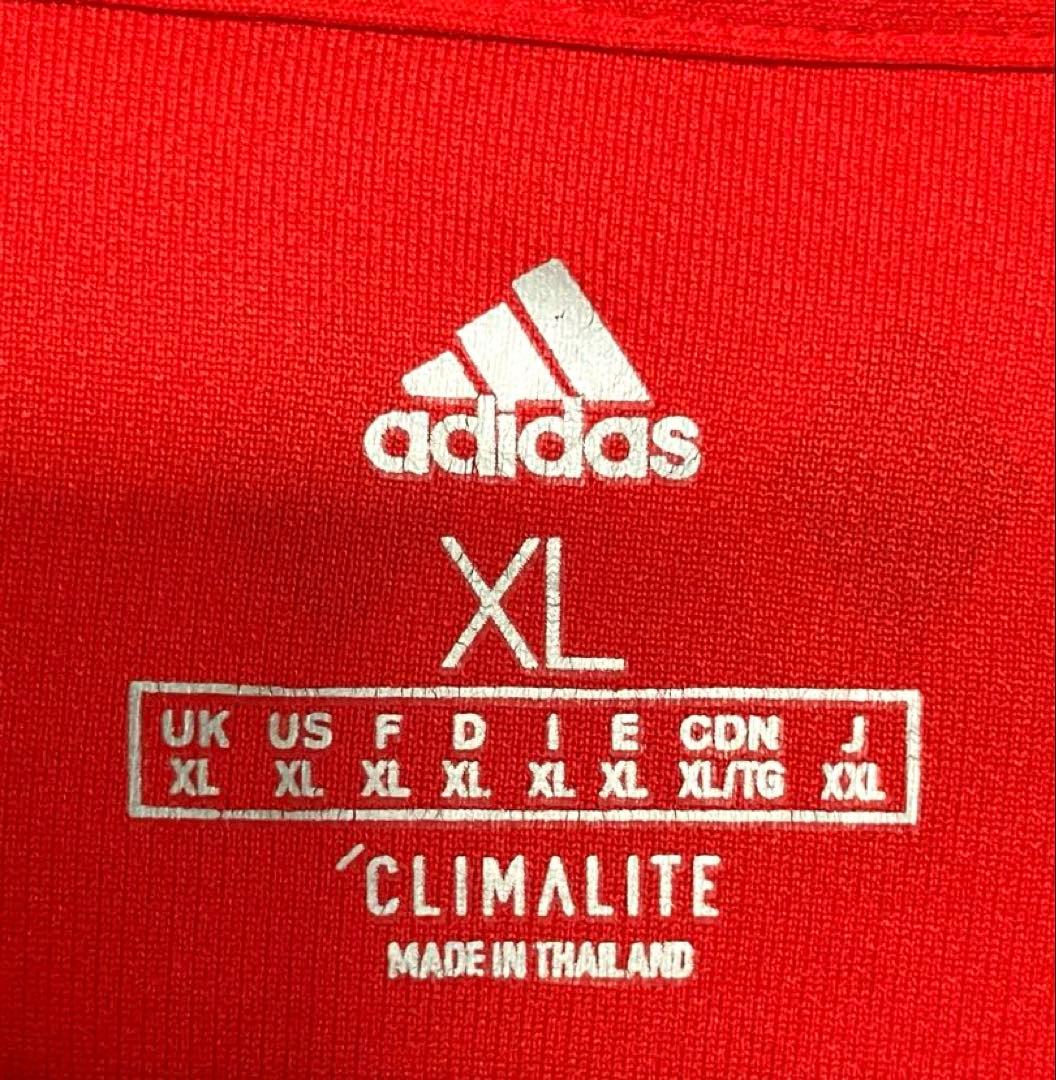 adidas
XL
UK US F D I E CDN J
XL XL XL XL XL XL XL/TG XXL
´CLIMALITE
MADE IN THAILAND